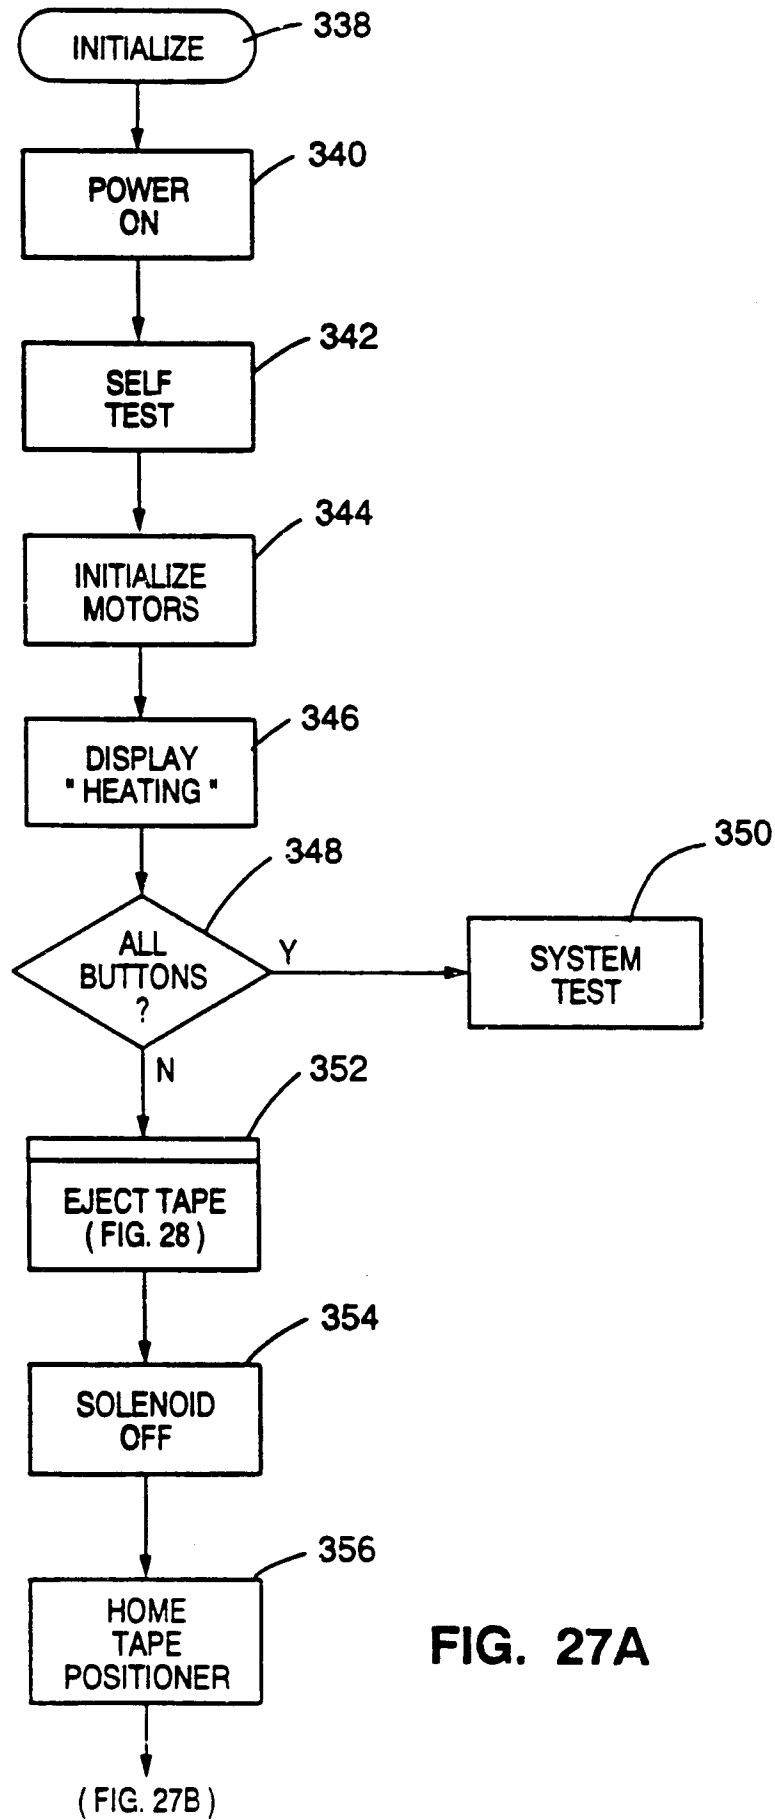 INITIALIZE
338
340
POWER
ON
342
SELF
TEST
344
INITIALIZE
MOTORS
346
DISPLAY
"HEATING"
348
350
ALL
BUTTONS
?
Y
SYSTEM
TEST
N
352
EJECT TAPE
( FIG. 28 )
354
SOLENOID
OFF
356
HOME
TAPE
POSITIONER
FIG. 27A
( FIG. 27B )